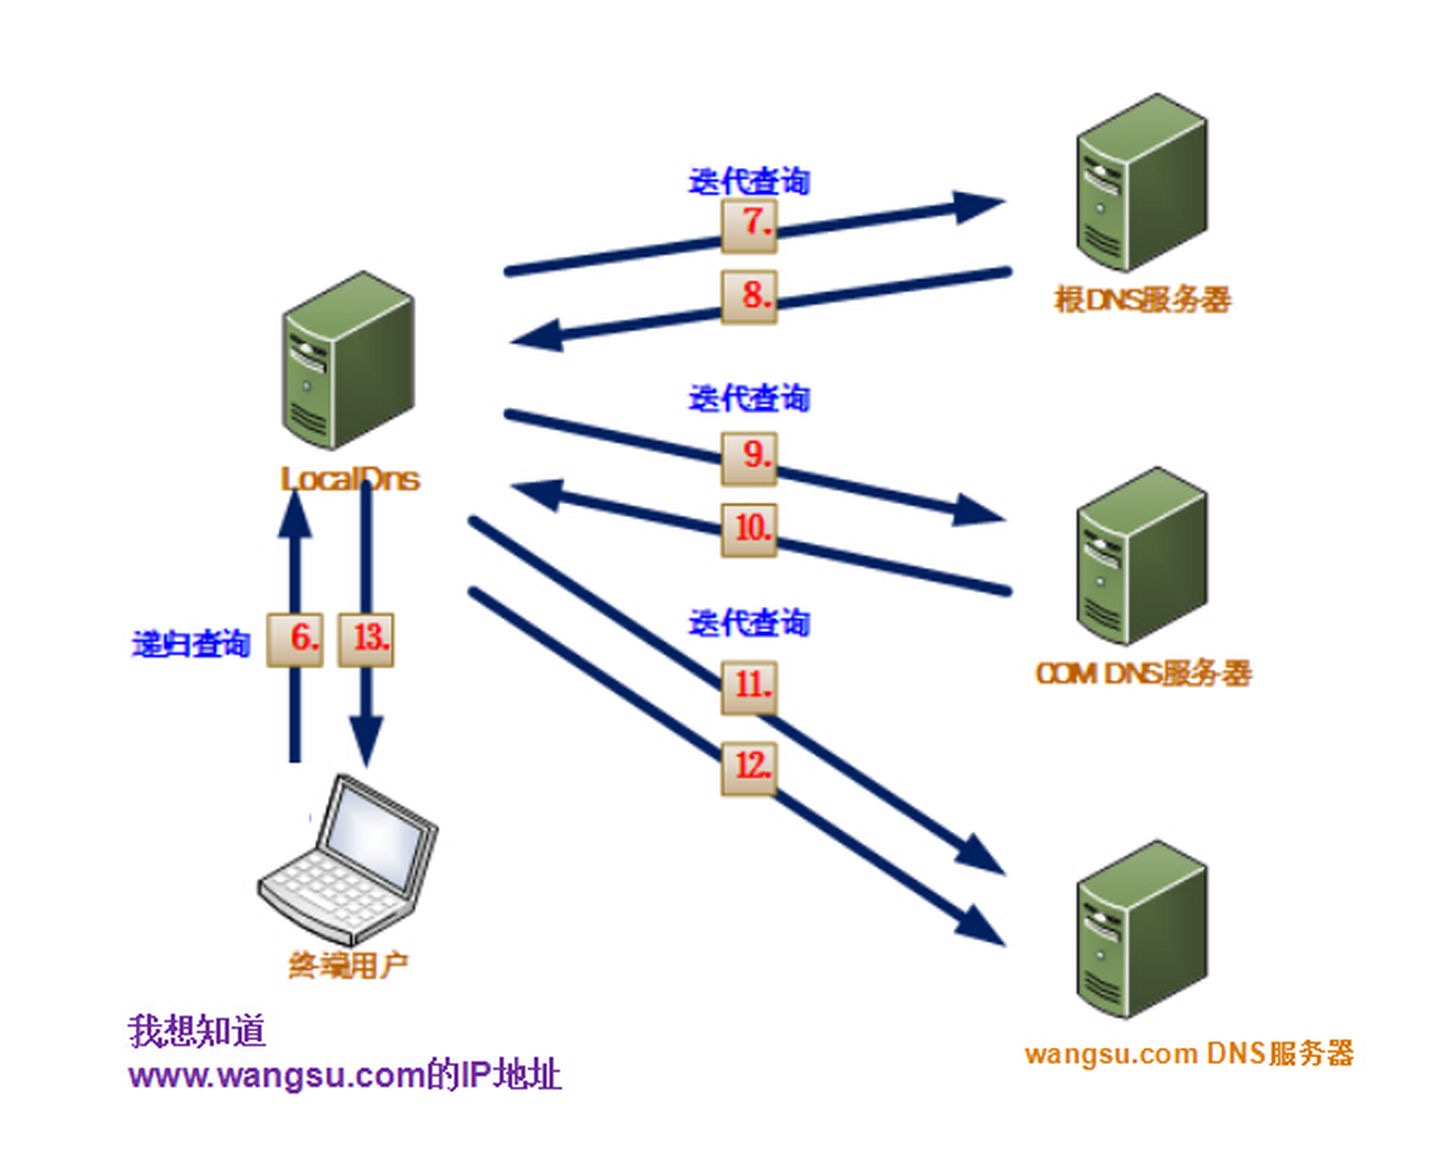 迭代查询
7.
根DNS服务器
8.
迭代查询
9.
LocalDns
10.
迭代查询
递归查询
6.
13.
COM DNS服务器
11.
12.
终端用户
我想知道
www.wangsu.com的IP地址
wangsu.com DNS服务器